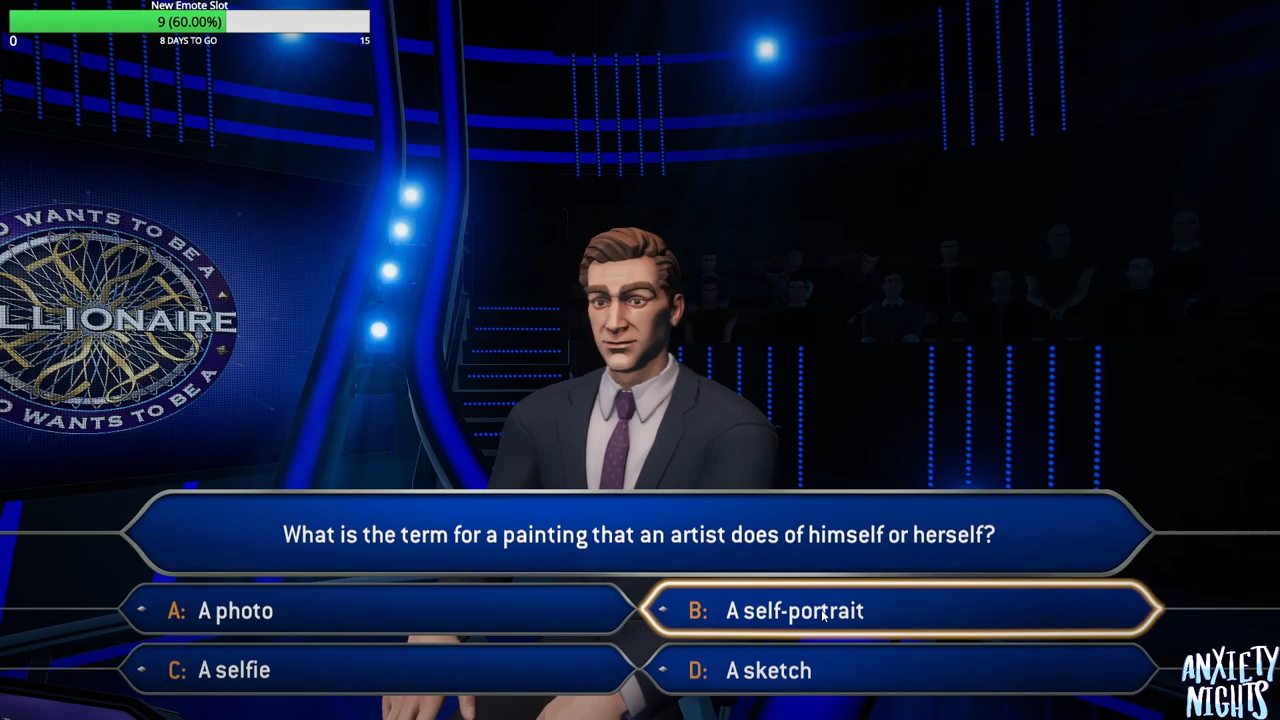 New Emote Slot
9 (60.00%)
0
8 DAYS TO GO
15
O WANTS TO BE A
LLIONAIRE
O WANTS TO BE A
What is the term for a painting that an artist does of himself or herself?
A: A photo
B: A self-portrait
C: A selfie
D: A sketch
ANXIETY
NIGHTS